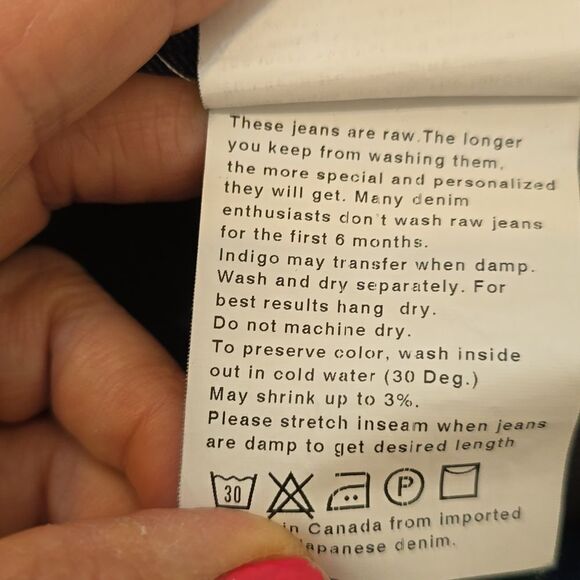 These jeans are raw. The longer
you keep from washing them,
the more special and personalized
they will get. Many denim
enthusiasts don't wash raw jeans
for the first 6 months.
Indigo may transfer when damp.
Wash and dry separately. For
best results hang dry.
Do not machine dry.
To preserve color, wash inside
out in cold water (30 Deg.)
May shrink up to 3%.
Please stretch inseam when jeans
are damp to get desired length
30 P
in Canada from imported
Japanese denim.